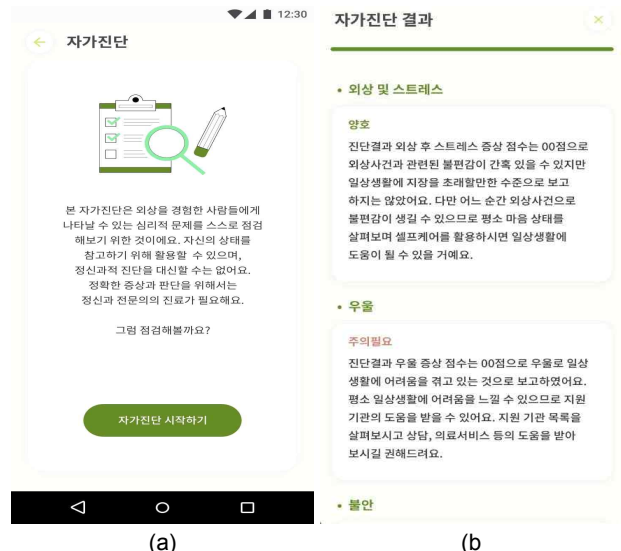 12:30
자가진단
본 자가진단은 외상을 경험한 사람들에게
나타날 수 있는 심리적 문제를 스스로 점검
해보기 위한 것이에요. 자신의 상태를
참고하기 위해 활용할 수 있으며,
정신과적 진단을 대신할 수는 없어요.
정확한 증상과 판단을 위해서는
정신과 전문의의 진료가 필요해요.
그럼 점검해볼까요?
자가진단 시작하기
(a)
자가진단 결과
• 외상 및 스트레스
양호
진단결과 외상 후 스트레스 증상 점수는 00점으로
외상사건과 관련된 불편감이 간혹 있을 수 있지만
일상생활에 지장을 초래할만한 수준으로 보고
하지는 않았어요. 다만 어느 순간 외상사건으로
불편감이 생길 수 있으므로 평소 마음 상태를
살펴보며 셀프케어를 활용하시면 일상생활에
도움이 될 수 있을 거예요.
• 우울
주의필요
진단결과 우울 증상 점수는 00점으로 우울로 일상
생활에 어려움을 겪고 있는 것으로 보고하였어요.
평소 일상생활에 어려움을 느낄 수 있으므로 지원
기관의 도움을 받을 수 있어요. 지원 기관 목록을
살펴보시고 상담, 의료서비스 등의 도움을 받아
보시길 권해드려요.
• 불안
(b